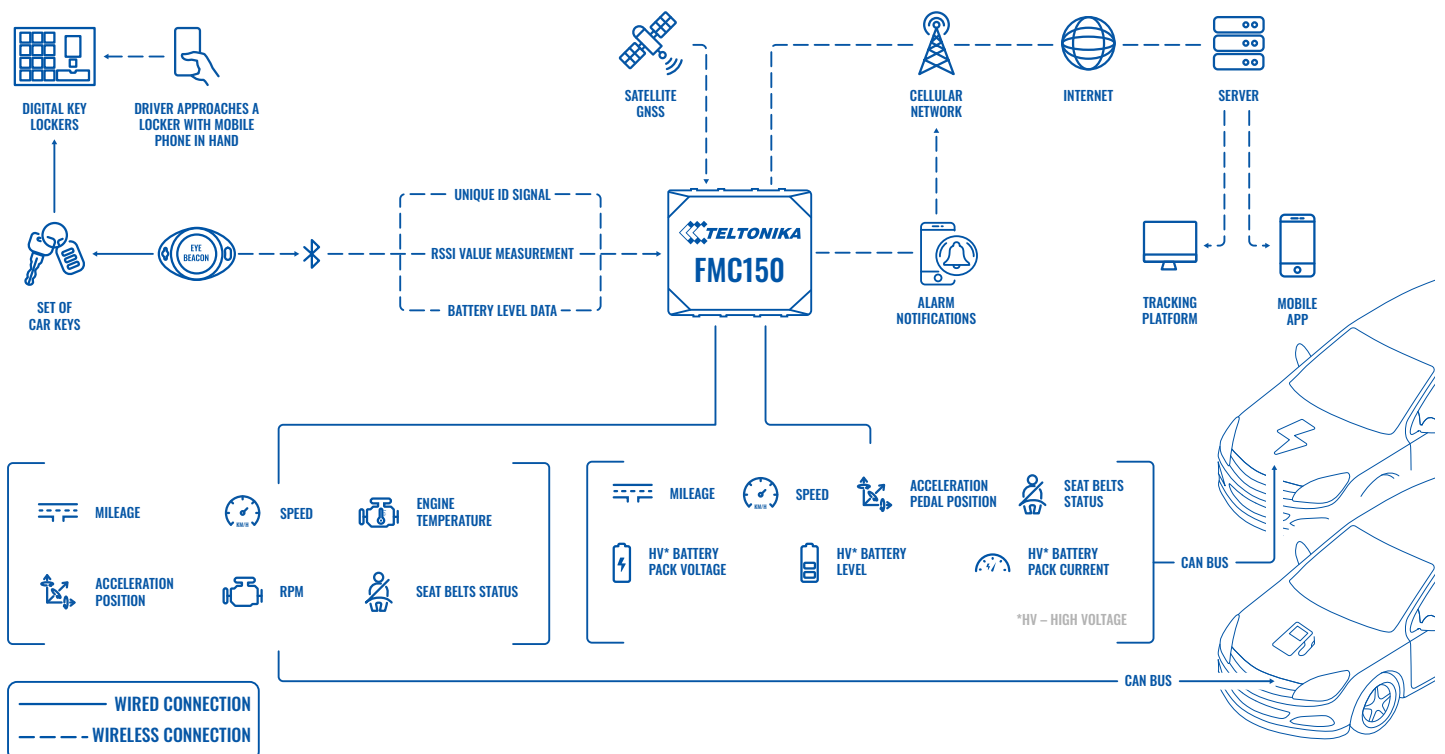 DIGITAL KEY
LOCKERS
DRIVER APPROACHES A
LOCKER WITH MOBILE
PHONE IN HAND
SATELLITE
GNSS
CELLULAR
NETWORK
INTERNET
SERVER
UNIQUE ID SIGNAL
RSSI VALUE MEASUREMENT
BATTERY LEVEL DATA
EYE
BEACON
SET OF
CAR KEYS
TELTONIKA
FMC150
ALARM
NOTIFICATIONS
TRACKING
PLATFORM
MOBILE
APP
MILEAGE
KM/H
SPEED
ENGINE
TEMPERATURE
ACCELERATION
POSITION
RPM
SEAT BELTS STATUS
MILEAGE
KM/H
SPEED
ACCELERATION
PEDAL POSITION
SEAT BELTS
STATUS
HV* BATTERY
PACK VOLTAGE
HV* BATTERY
LEVEL
HV* BATTERY
PACK CURRENT
*HV – HIGH VOLTAGE
CAN BUS
CAN BUS
WIRED CONNECTION
WIRELESS CONNECTION